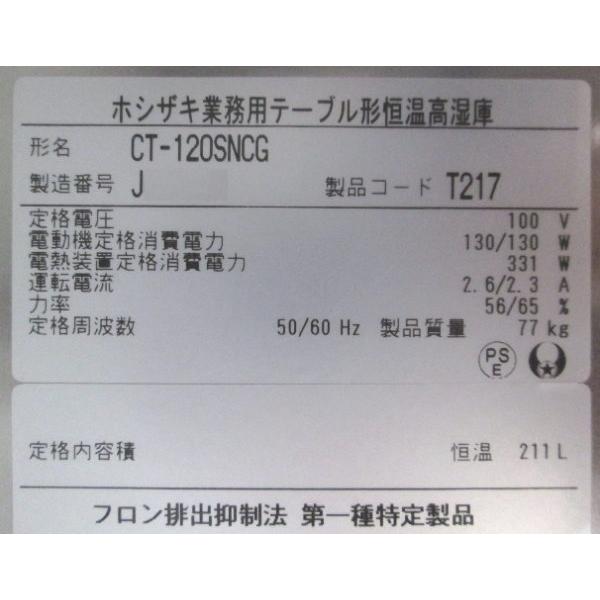 ホシザキ業務用テーブル形恒温高湿庫
形名 CT-120SNCG
製造番号 J 製品コード T217
定格電圧 100 V
電動機定格消費電力 130/130 W
電熱装置定格消費電力 331 W
運転電流 2.6/2.3 A
力率 56/65 %
定格周波数 50/60 Hz 製品質量 77 kg
PS
E
定格内容積 恒温 211 L
フロン排出抑制法 第一種特定製品